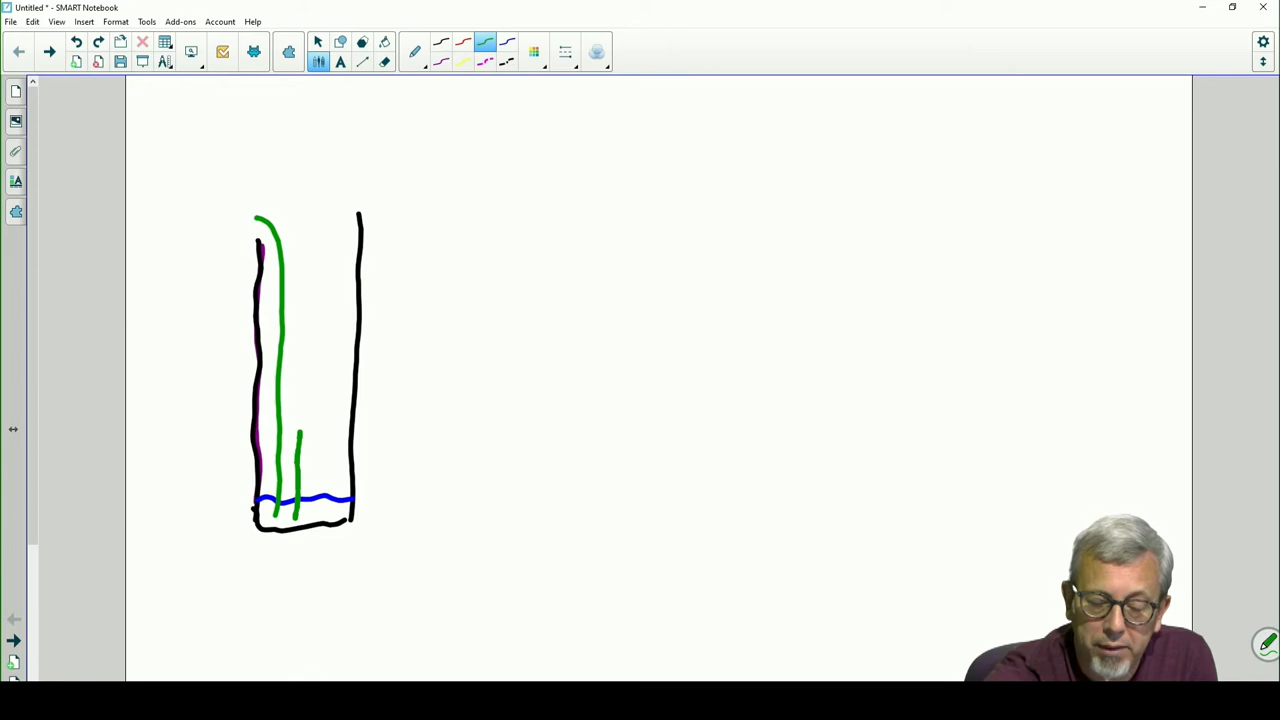 Untitled * - SMART Notebook
File Edit View Insert Format Tools Add-ons Account Help